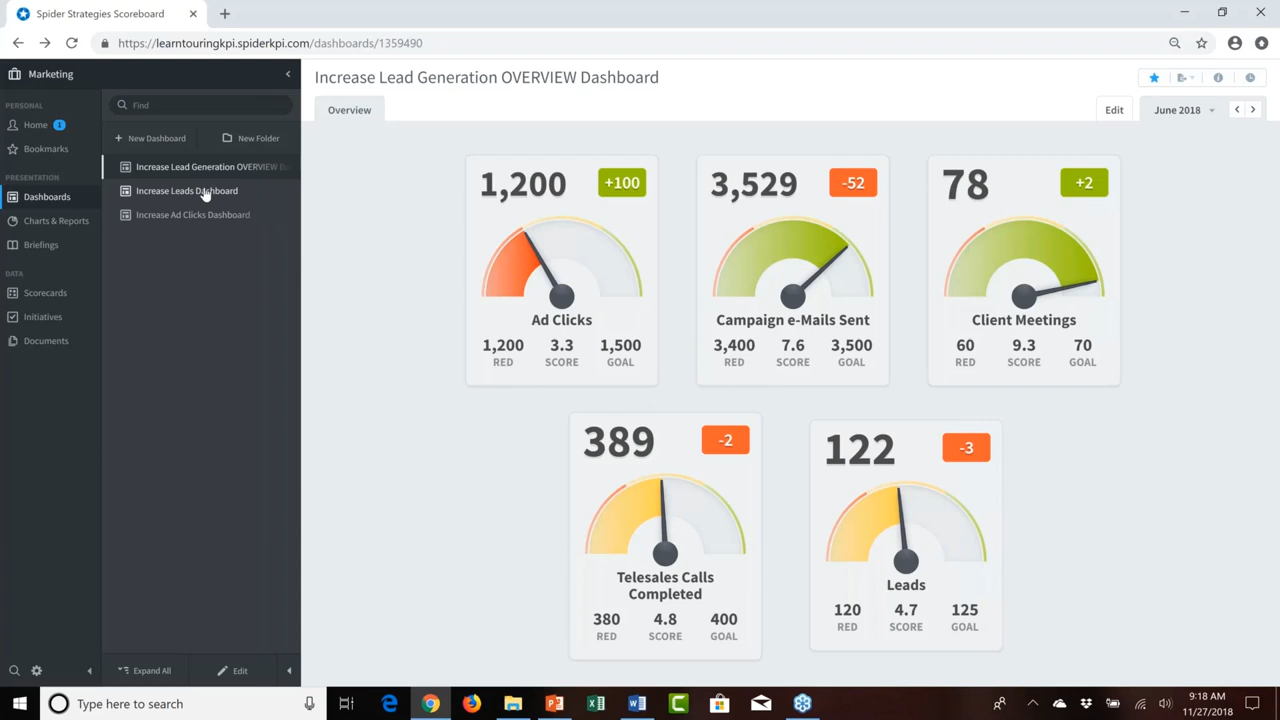 Spider Strategies Scoreboard
https://learntouringkpi.spiderkpi.com/dashboards/1359490
Marketing
Increase Lead Generation OVERVIEW Dashboard
PERSONAL
Find
Overview
Edit
June 2018
Home 1
+ New Dashboard
New Folder
Bookmarks
Increase Lead Generation OVERVIEW
PRESENTATION
Increase Leads Dashboard
Dashboards
Increase Ad Clicks Dashboard
Charts & Reports
Briefings
DATA
Scorecards
Initiatives
Documents
1,200 +100
Ad Clicks
1,200 3.3 1,500
RED SCORE GOAL
3,529 -52
Campaign e-Mails Sent
3,400 7.6 3,500
RED SCORE GOAL
78 +2
Client Meetings
60 9.3 70
RED SCORE GOAL
389 -2
Telesales Calls
Completed
380 4.8 400
RED SCORE GOAL
122 -3
Leads
120 4.7 125
RED SCORE GOAL
Expand All
Edit
Type here to search
9:18 AM
11/27/2018